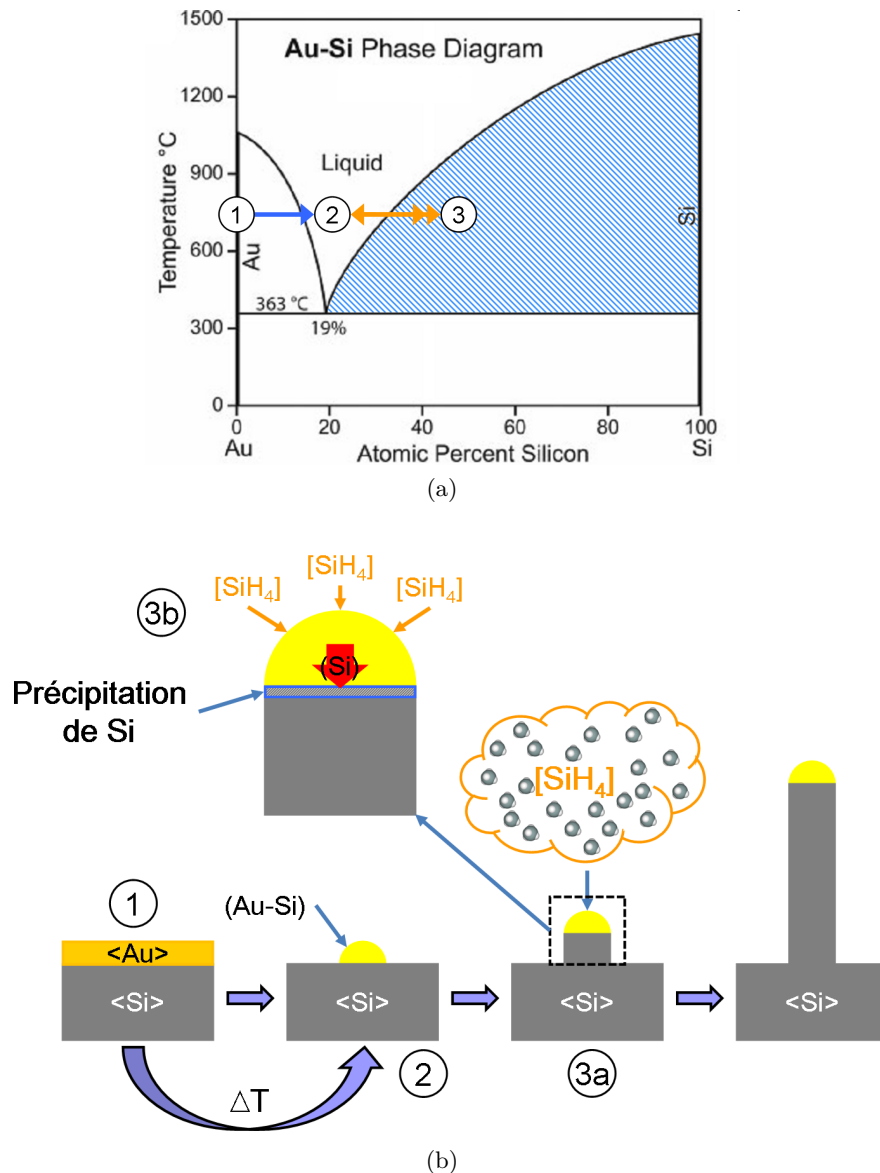 Au-Si Phase Diagram
1500
1200
900
600
300
0
Temperature °C
Liquid
1
2
3
Au
Si
363 °C
19%
0
20
40
60
80
100
Au
Atomic Percent Silicon
Si
(a)
[SiH4]
[SiH4]
[SiH4]
3b
(Si)
Précipitation
de Si
[SiH4]
1
(Au-Si)
<Au>
<Si>
<Si>
<Si>
<Si>
2
3a
ΔT
(b)